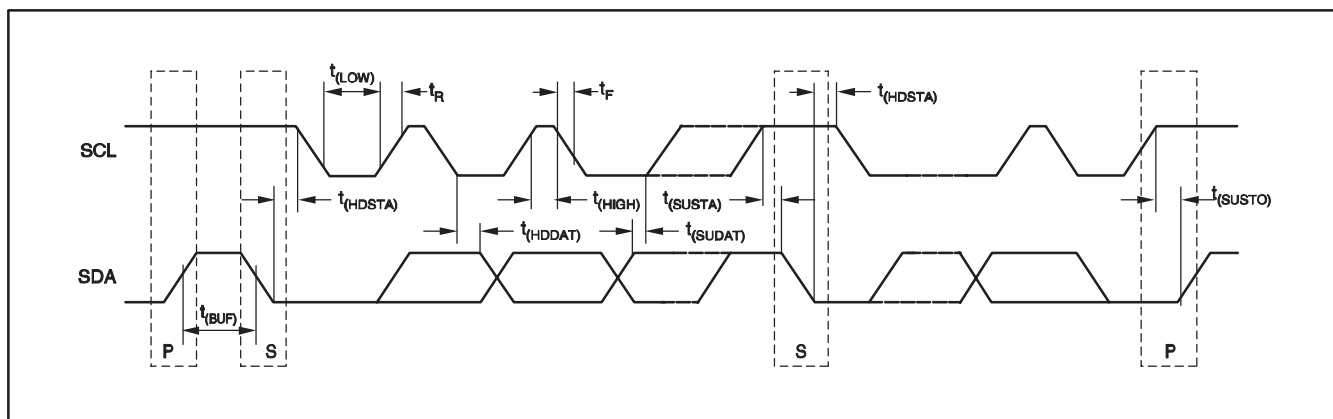 t(LOW)
tR
tF
t(HDSTA)
SCL
t(HDSTA)
t(HIGH)
t(SUSTA)
t(SUSTO)
t(HDDAT)
t(SUDAT)
SDA
t(BUF)
P
S
S
P